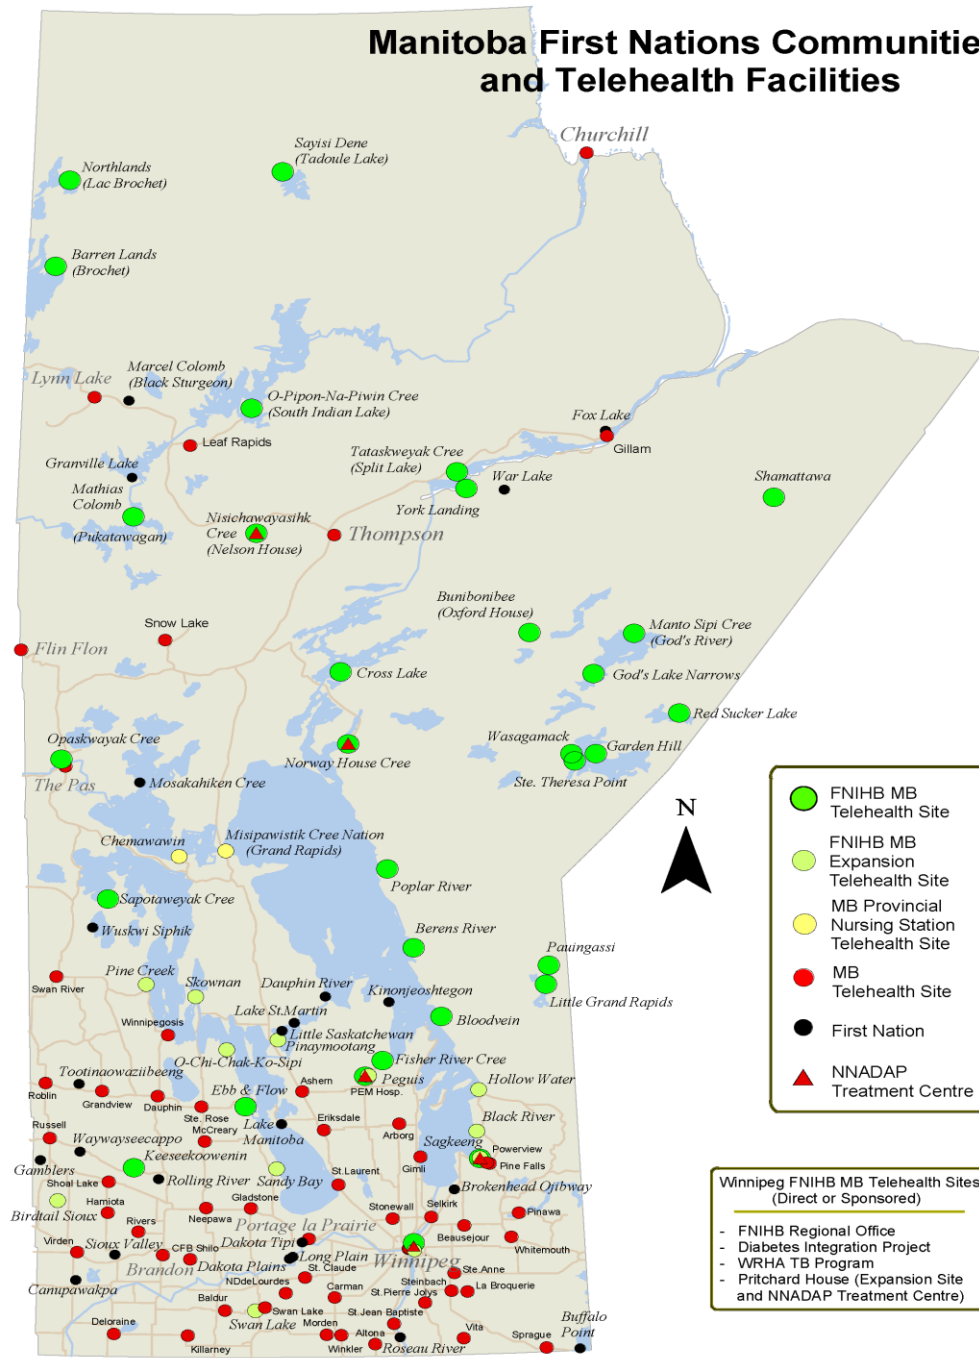 Manitoba First Nations Communitie
and Telehealth Facilities
Churchill
Sayisi Dene
(Tadoule Lake)
Northlands
(Lac Brochet)
Barren Lands
(Brochet)
Marcel Colomb
(Black Sturgeon)
Lynn Lake
O-Pipon-Na-Piwin Cree
(South Indian Lake)
Fox Lake
Leaf Rapids
Gillam
Tataskweyak Cree
(Split Lake)
Granville Lake
War Lake
Shamattawa
Mathias
Colomb
(Pukatawagan)
York Landing
Nisichawayasihk
Cree
(Nelson House)
Thompson
Bunibonibee
(Oxford House)
Manto Sipi Cree
(God's River)
Snow Lake
Flin Flon
Cross Lake
God's Lake Narrows
Red Sucker Lake
Opaskwayak Cree
Wasagamack
Garden Hill
Norway House Cree
Ste. Theresa Point
The Pas
Mosakahiken Cree
N
Chemawawin
Misipawistik Cree Nation
(Grand Rapids)
Poplar River
Sapotaweyak Cree
Wuskwi Siphik
Berens River
Pauingassi
Pine Creek
Skownan
Dauphin River
Kinonjeoshtegon
Little Grand Rapids
Swan River
Lake St.Martin
Bloodvein
Winnipegosis
Little Saskatchewan
Pinaymootang
O-Chi-Chak-Ko-Sipi
Fisher River Cree
Tootinaowaziibeeng
Ebb & Flow
Ashern
Peguis
PEM Hosp.
Hollow Water
Roblin
Grandview
Dauphin
Ste. Rose
McCreary
Lake
Manitoba
Eriksdale
Arborg
Black River
Russell
Waywayseecappo
Sagkeeng
Powerview
Pine Falls
Keeseekoowenin
Gamblers
Shoal Lake
Rolling River
Sandy Bay
St.Laurent
Gimli
Brokenhead Ojibway
Hamiota
Birdtail Sioux
Gladstone
Neepawa
Stonewall
Selkirk
Pinawa
Rivers
Portage la Prairie
Beausejour
Virden
Sioux Valley
CFB Shilo
Dakota Tipi
Long Plain
Winnipeg
Whitemouth
Brandon
Dakota Plains
St. Claude
Ste.Anne
Steinbach
Canupawakpa
NDdeLourdes
Carman
St.Pierre Jolys
La Broquerie
Baldur
Swan Lake
Swan Lake
Morden
St.Jean Baptiste
Buffalo
Point
Deloraine
Killarney
Winkler
Altona
Roseau River
Vita
Sprague
FNIHB MB
Telehealth Site
FNIHB MB
Expansion
Telehealth Site
MB Provincial
Nursing Station
Telehealth Site
MB
Telehealth Site
First Nation
NNADAP
Treatment Centre
Winnipeg FNIHB MB Telehealth Sites
(Direct or Sponsored)
- FNIHB Regional Office
- Diabetes Integration Project
- WRHA TB Program
- Pritchard House (Expansion Site
and NNADAP Treatment Centre)